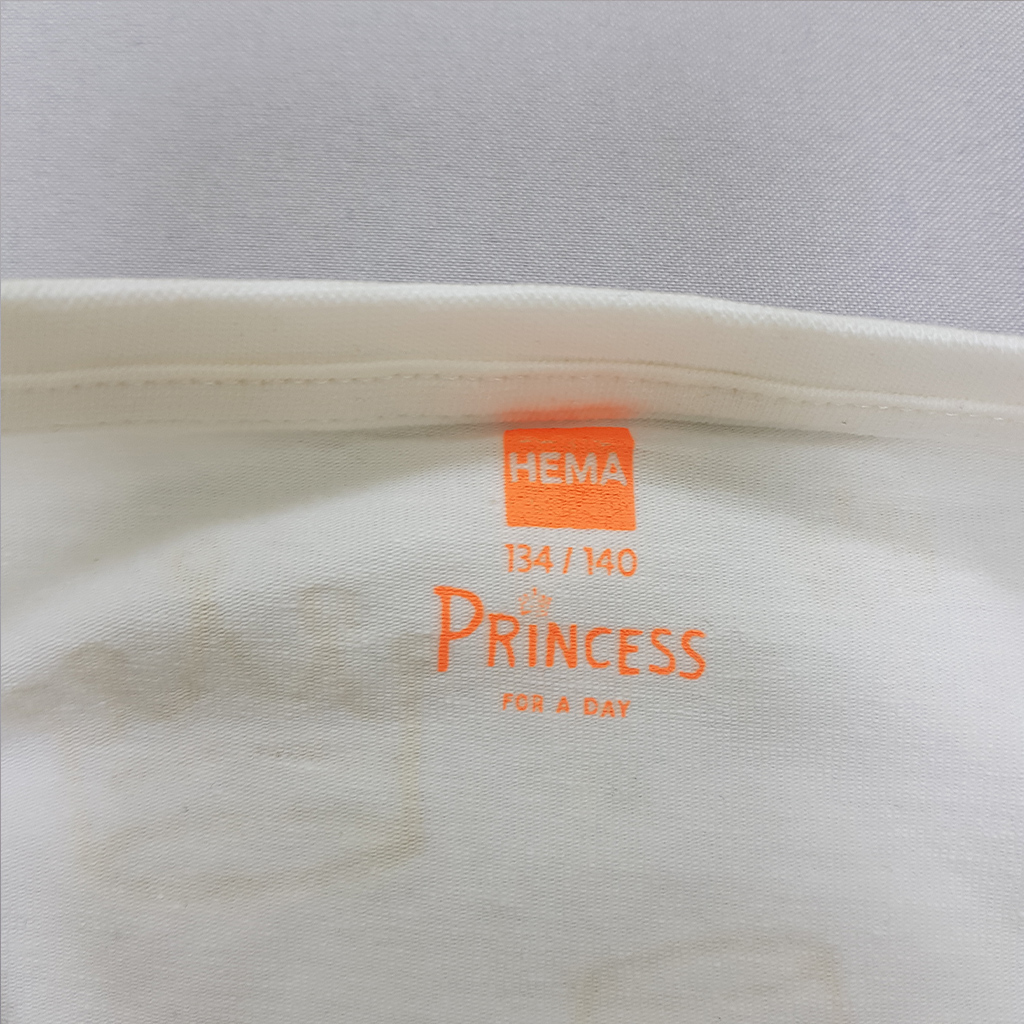 HEMA
134 / 140
PRINCESS
FOR A DAY